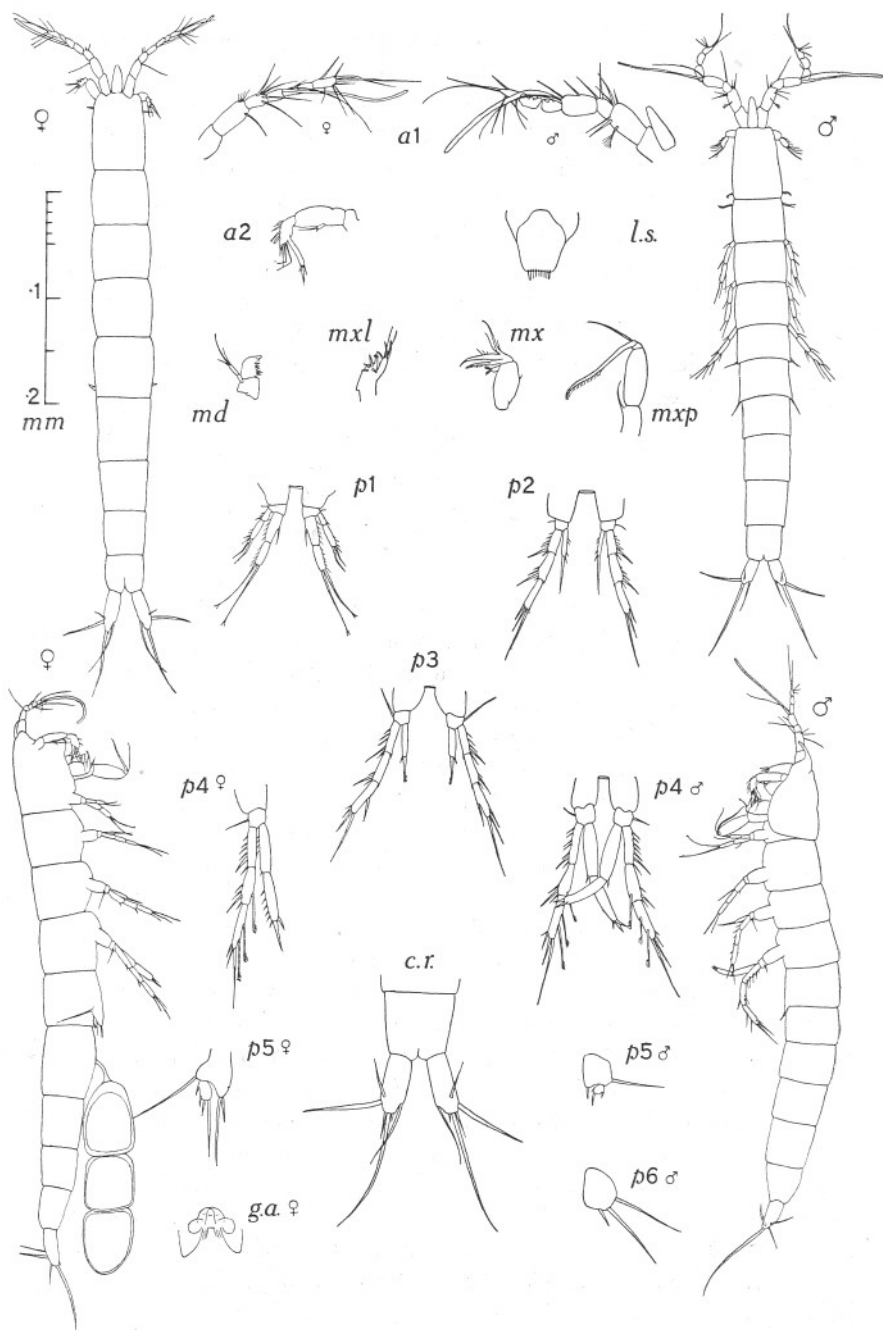 ♀
a1
♀
♂
♂
a2
l.s.
·1
·2
mm
md
mxl
mx
mxp
p1
p2
♀
p3
♂
p4 ♀
p4 ♂
c.r.
p5 ♀
p5 ♂
g.a. ♀
p6 ♂